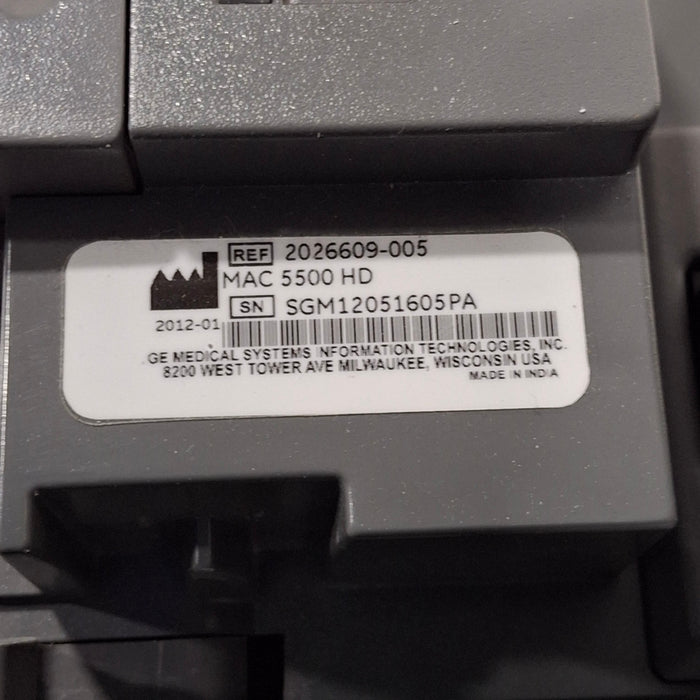 REF 2026609-005
MAC 5500 HD
SN SGM12051605PA
2012-01
GE MEDICAL SYSTEMS INFORMATION TECHNOLOGIES, INC.
8200 WEST TOWER AVE MILWAUKEE, WISCONSIN USA
MADE IN INDIA